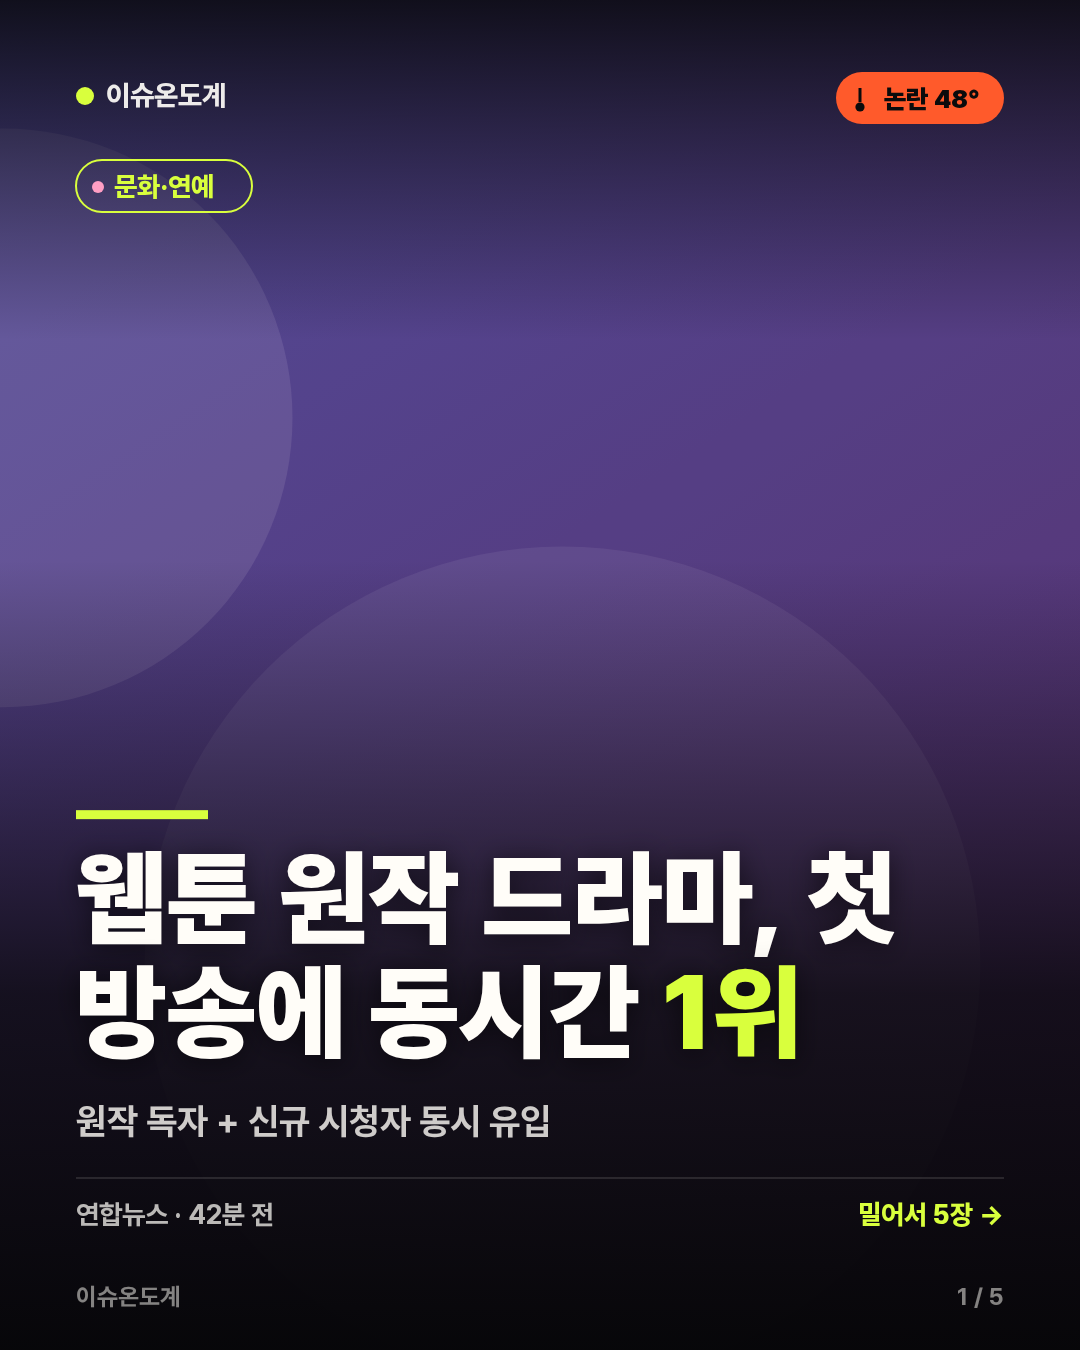 이슈온도계
논란 48°
문화·연예
웹툰 원작 드라마, 첫
방송에 동시간 1위
원작 독자 + 신규 시청자 동시 유입
연합뉴스 · 42분 전
밀어서 5장 →
이슈온도계
1 / 5